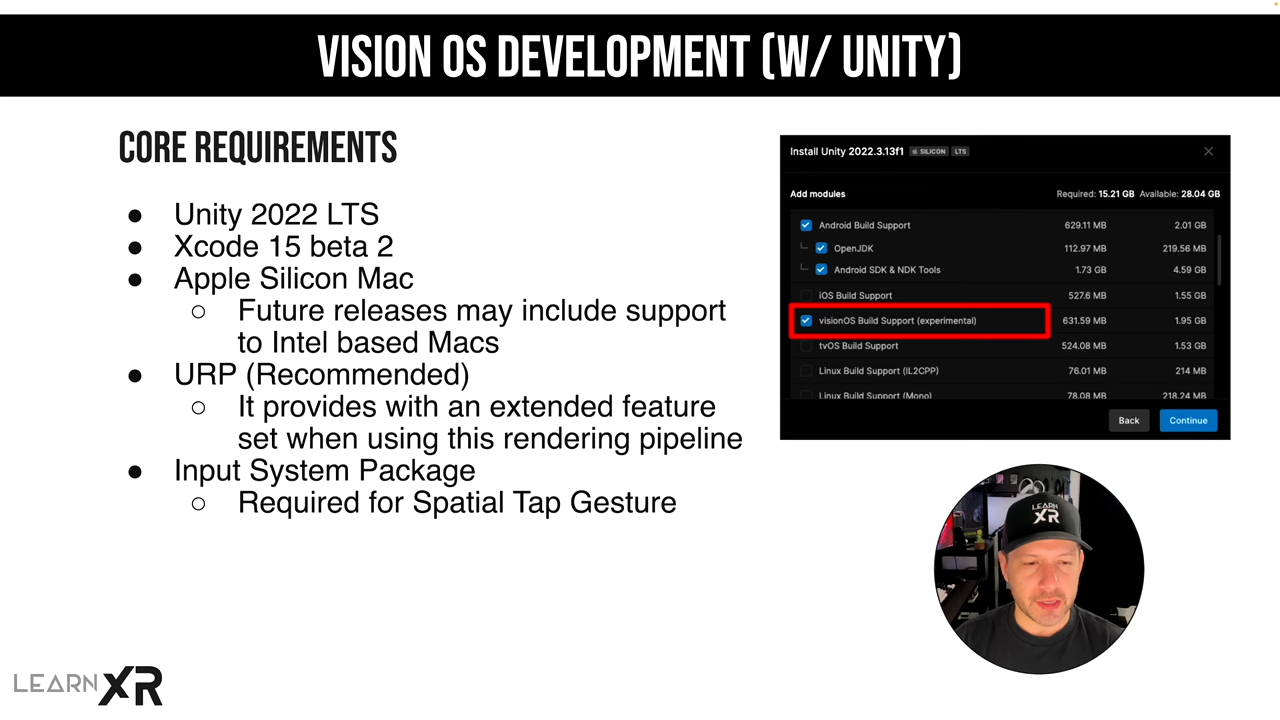 VISION OS DEVELOPMENT (W/ UNITY)
CORE REQUIREMENTS
● Unity 2022 LTS
● Xcode 15 beta 2
● Apple Silicon Mac
○ Future releases may include support
to Intel based Macs
● URP (Recommended)
○ It provides with an extended feature
set when using this rendering pipeline
● Input System Package
○ Required for Spatial Tap Gesture
Install Unity 2022.3.13f1 SILICON LTS
Add modules Required: 15.21 GB Available: 28.04 GB
Android Build Support 629.11 MB 2.01 GB
OpenJDK 112.97 MB 219.56 MB
Android SDK & NDK Tools 1.73 GB 4.59 GB
iOS Build Support 527.6 MB 1.55 GB
visionOS Build Support (experimental) 631.59 MB 1.95 GB
tvOS Build Support 524.08 MB 1.53 GB
Linux Build Support (IL2CPP) 76.01 MB 214 MB
Linux Build Support (Mono) 78.08 MB 218.24 MB
Back Continue
LEARN
XR
LEARN XR